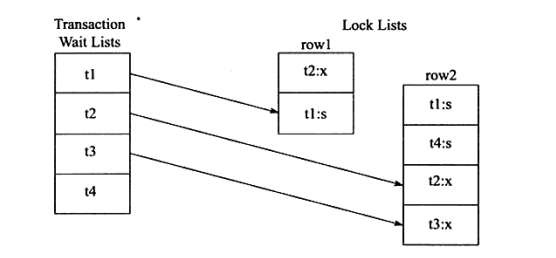 Transaction
Wait Lists
Lock Lists
row1
row2
t1
t2
t3
t4
t2:x
t1:s
t1:s
t4:s
t2:x
t3:x